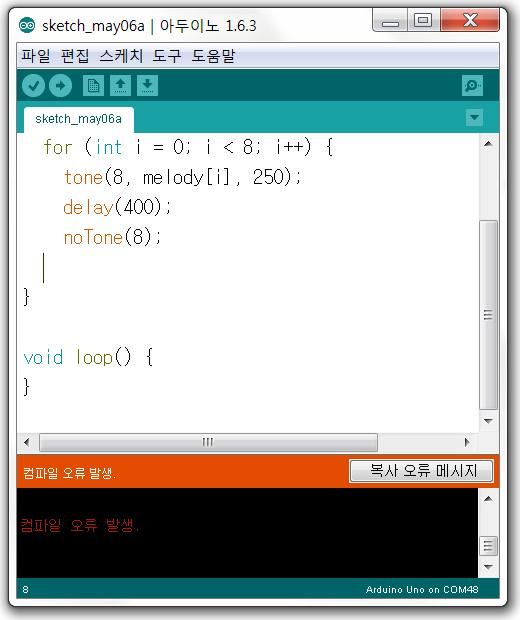 sketch_may06a | 아두이노 1.6.3
파일 편집 스케치 도구 도움말
sketch_may06a
for (int i = 0; i < 8; i++) {
tone(8, melody[i], 250);
delay(400);
noTone(8);
}
void loop() {
}
컴파일 오류 발생.
복사 오류 메시지
컴파일 오류 발생.
8
Arduino Uno on COM48